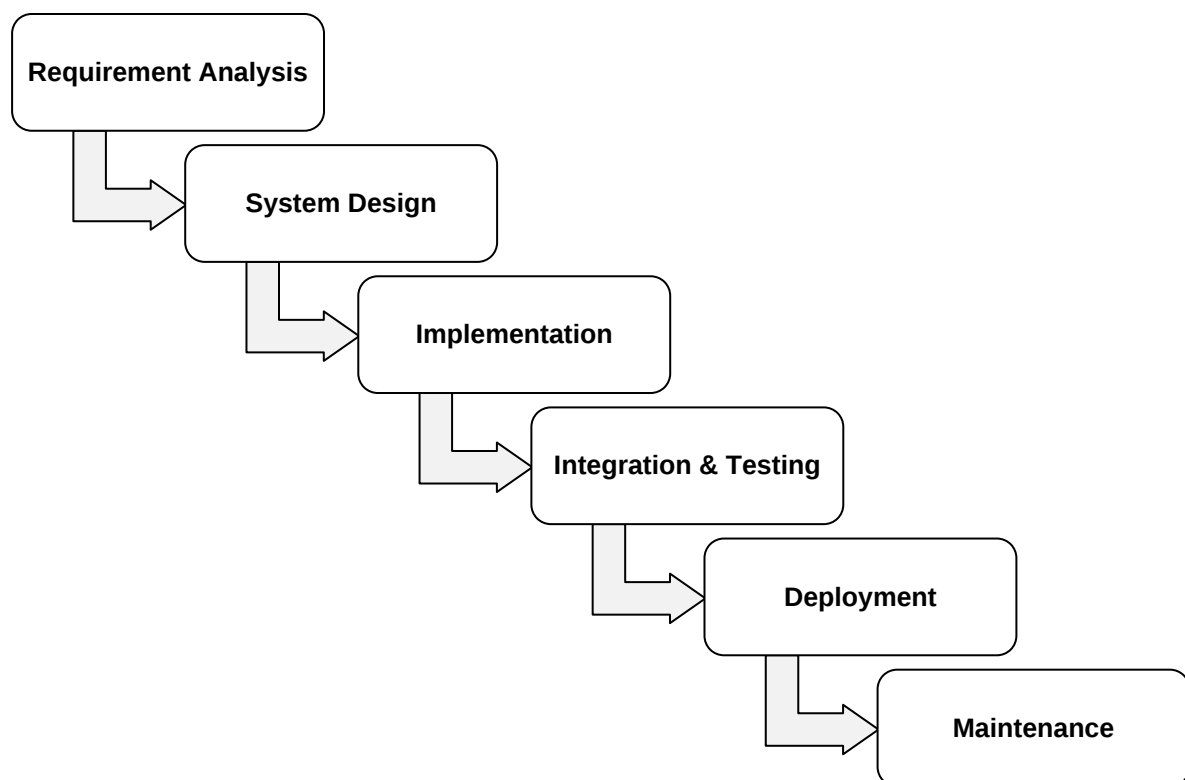 Requirement Analysis
System Design
Implementation
Integration & Testing
Deployment
Maintenance